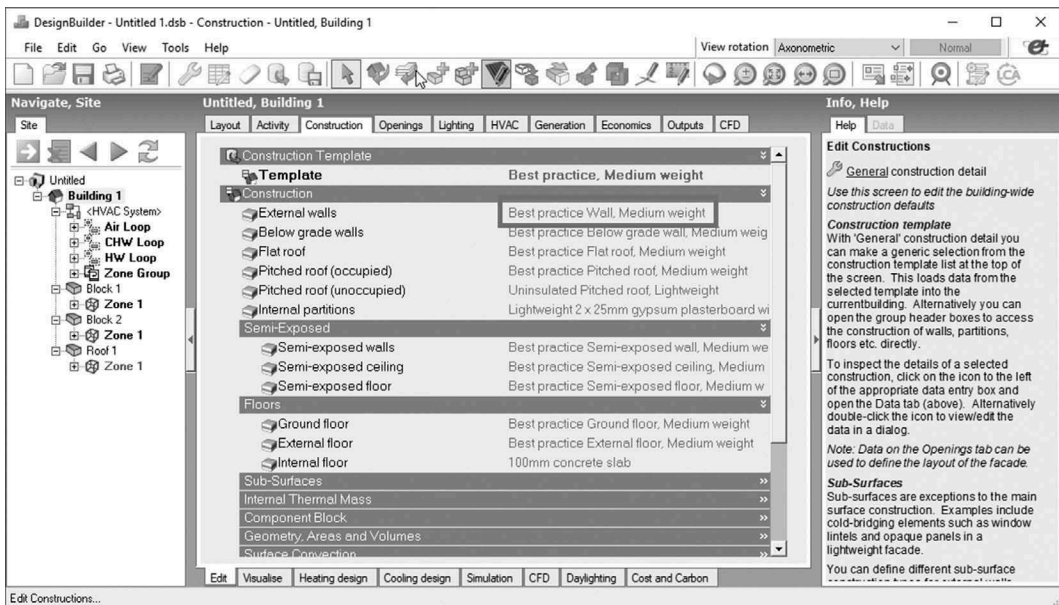 DesignBuilder - Untitled 1.dsb - Construction - Untitled, Building 1
File Edit Go View Tools Help
View rotation Axonometric Normal
Navigate, Site
Site
Untitled
Building 1
<HVAC System>
Air Loop
CHW Loop
HW Loop
Zone Group
Block 1
Zone 1
Block 2
Zone 1
Roof 1
Zone 1
Untitled, Building 1
Layout Activity Construction Openings Lighting HVAC Generation Economics Outputs CFD
Construction Template
Template Best practice, Medium weight
Construction
External walls Best practice Wall, Medium weight
Below grade walls Best practice Below grade wall, Medium weig
Flat roof Best practice Flat roof, Medium weight
Pitched roof (occupied) Best practice Pitched roof, Medium weight
Pitched roof (unoccupied) Uninsulated Pitched roof, Lightweight
Internal partitions Lightweight 2 x 25mm gypsum plasterboard wi
Semi-Exposed
Semi-exposed walls Best practice Semi-exposed wall, Medium we
Semi-exposed ceiling Best practice Semi-exposed ceiling, Medium
Semi-exposed floor Best practice Semi-exposed floor, Medium w
Floors
Ground floor Best practice Ground floor, Medium weight
External floor Best practice External floor, Medium weight
Internal floor 100mm concrete slab
Sub-Surfaces
Internal Thermal Mass
Component Block
Geometry, Areas and Volumes
Surface Convection
Edit Visualise Heating design Cooling design Simulation CFD Daylighting Cost and Carbon
Info, Help
Help Data
Edit Constructions
General construction detail
Use this screen to edit the building-wide
construction defaults
Construction template
With 'General' construction detail you
can make a generic selection from the
construction template list at the top of
the screen. This loads data from the
selected template into the
currentbuilding. Alternatively you can
open the group header boxes to access
the construction of walls, partitions,
floors etc. directly.
To inspect the details of a selected
construction, click on the icon to the left
of the appropriate data entry box and
open the Data tab (above). Alternatively
double-click the icon to view/edit the
data in a dialog.
Note: Data on the Openings tab can be
used to define the layout of the facade.
Sub-Surfaces
Sub-surfaces are exceptions to the main
surface construction. Examples include
cold-bridging elements such as window
lintels and opaque panels in a
lightweight facade.
You can define different sub-surface
Edit Constructions...